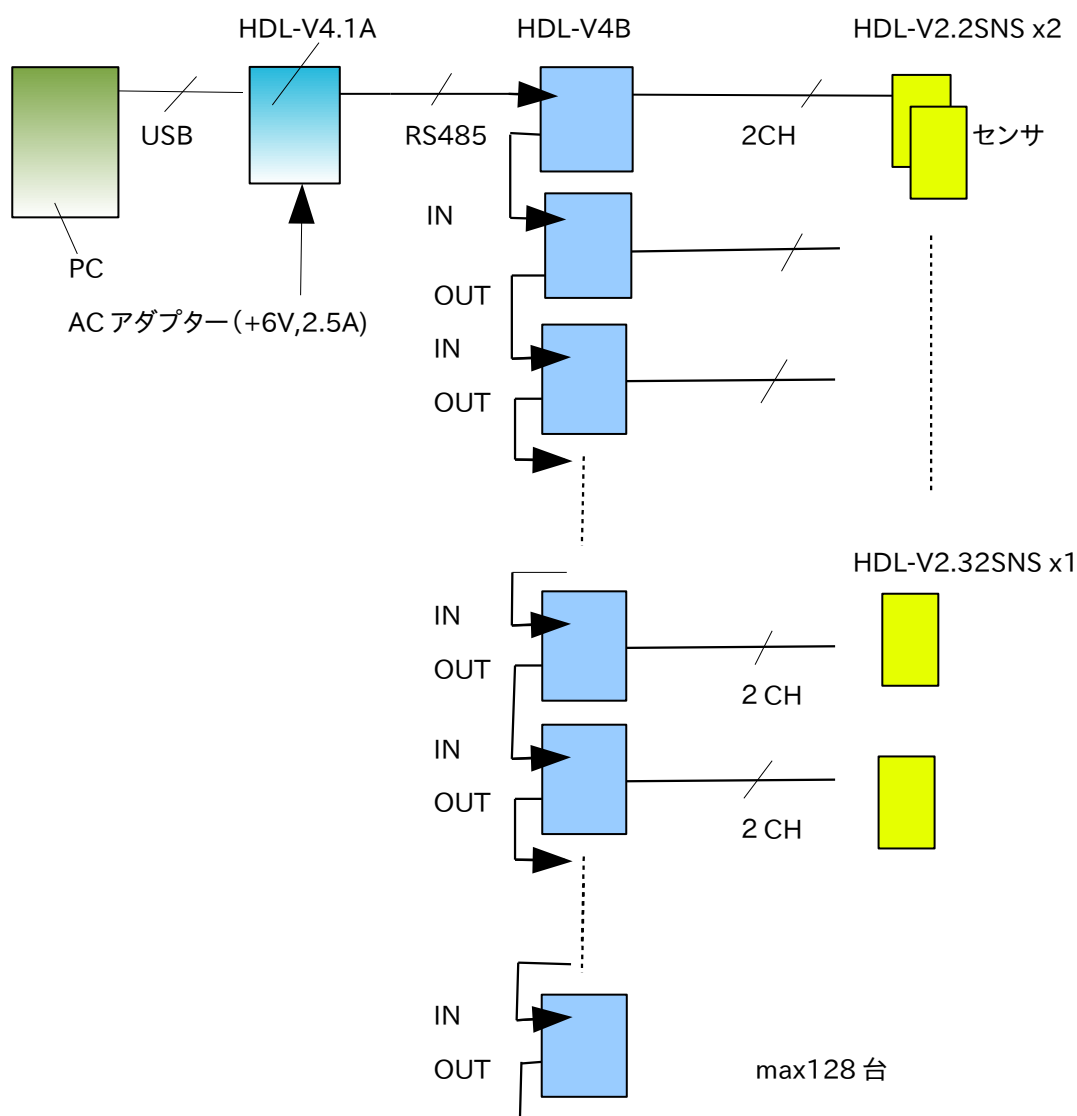 HDL-V4.1A
HDL-V4B
HDL-V2.2SNS x2
USB
RS485
2CH
センサ
IN
PC
OUT
ACアダプター(+6V,2.5A)
IN
OUT
HDL-V2.32SNS x1
IN
OUT
2 CH
IN
OUT
2 CH
IN
OUT
max128 台